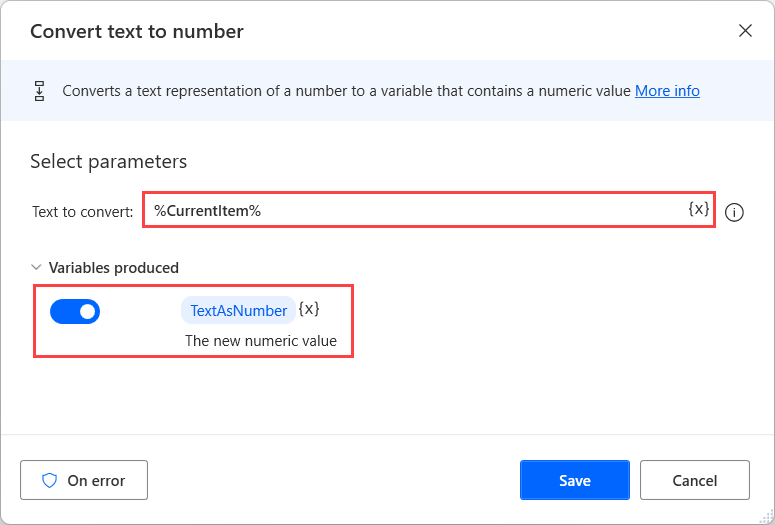 Convert text to number
Converts a text representation of a number to a variable that contains a numeric value More info
Select parameters
Text to convert: %CurrentItem% {x}
Variables produced
TextAsNumber {x}
The new numeric value
On error Save Cancel